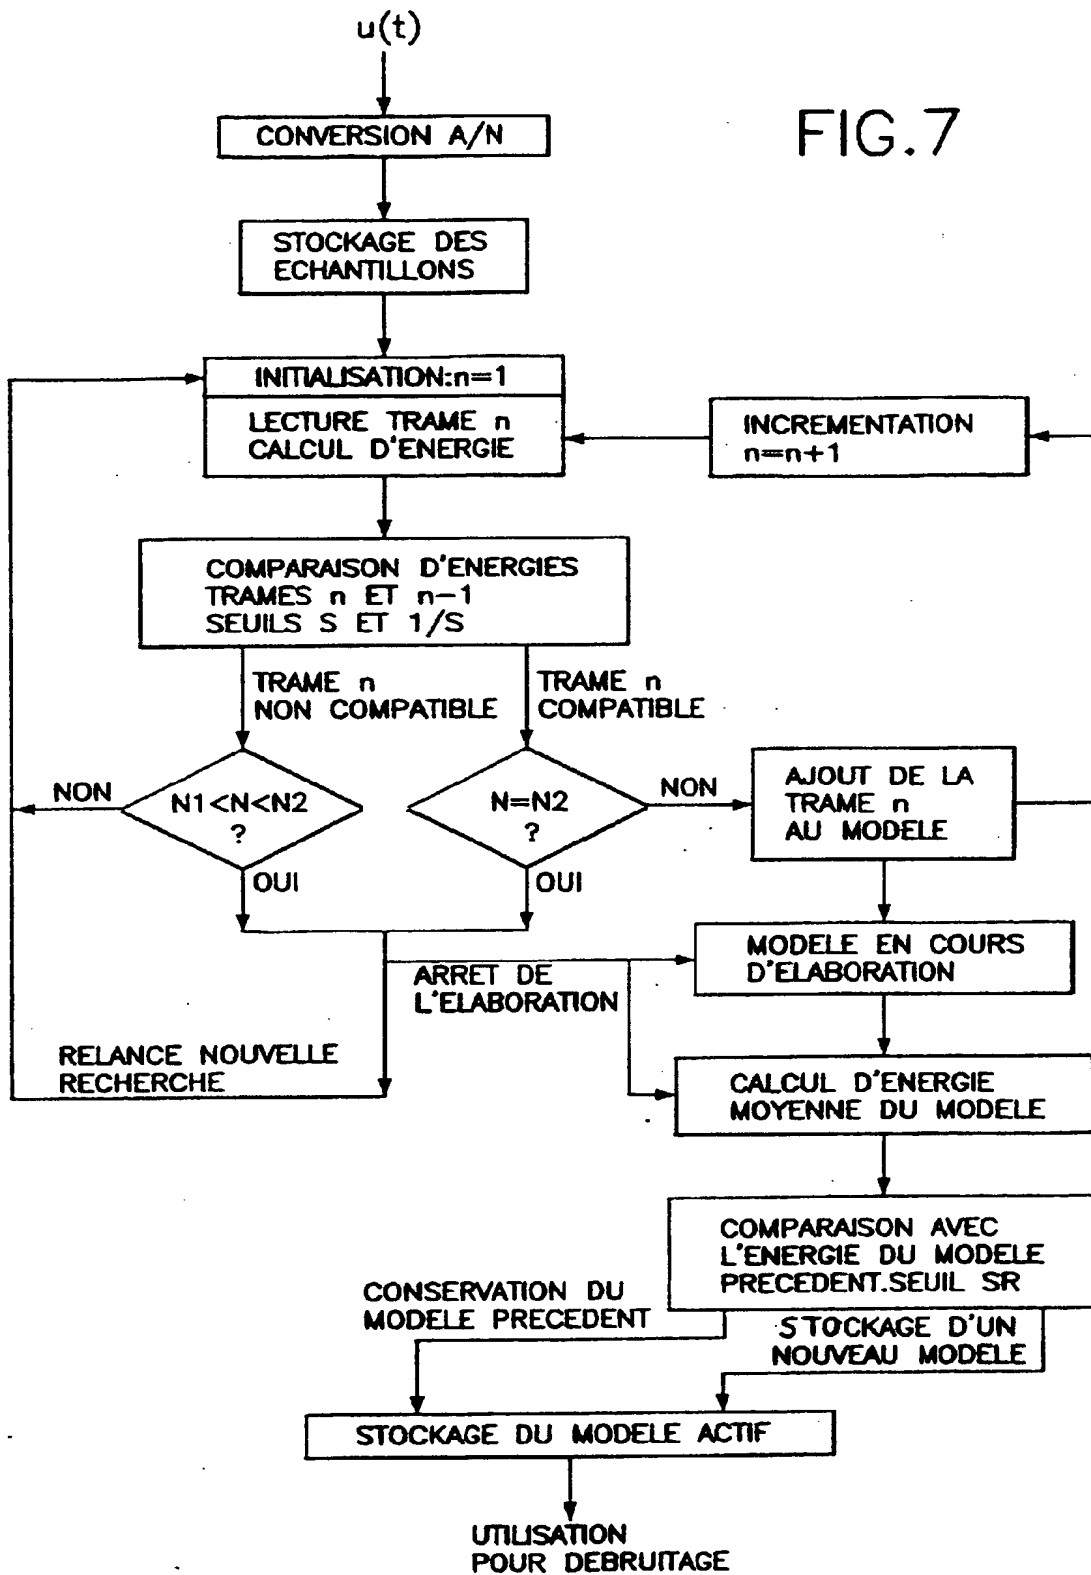 u(t)
FIG.7
CONVERSION A/N
STOCKAGE DES
ECHANTILLONS
INITIALISATION:n=1
LECTURE TRAME n
CALCUL D'ENERGIE
INCREMENTATION
n=n+1
COMPARAISON D'ENERGIES
TRAMES n ET n-1
SEUILS S ET 1/S
TRAME n
NON COMPATIBLE
TRAME n
COMPATIBLE
NON
N1<N<N2
?
OUI
N=N2
?
OUI
NON
AJOUT DE LA
TRAME n
AU MODELE
MODELE EN COURS
D'ELABORATION
ARRET DE
L'ELABORATION
RELANCE NOUVELLE
RECHERCHE
CALCUL D'ENERGIE
MOYENNE DU MODELE
COMPARAISON AVEC
L'ENERGIE DU MODELE
PRECEDENT.SEUIL SR
CONSERVATION DU
MODELE PRECEDENT
STOCKAGE D'UN
NOUVEAU MODELE
STOCKAGE DU MODELE ACTIF
UTILISATION
POUR DEBRUITAGE